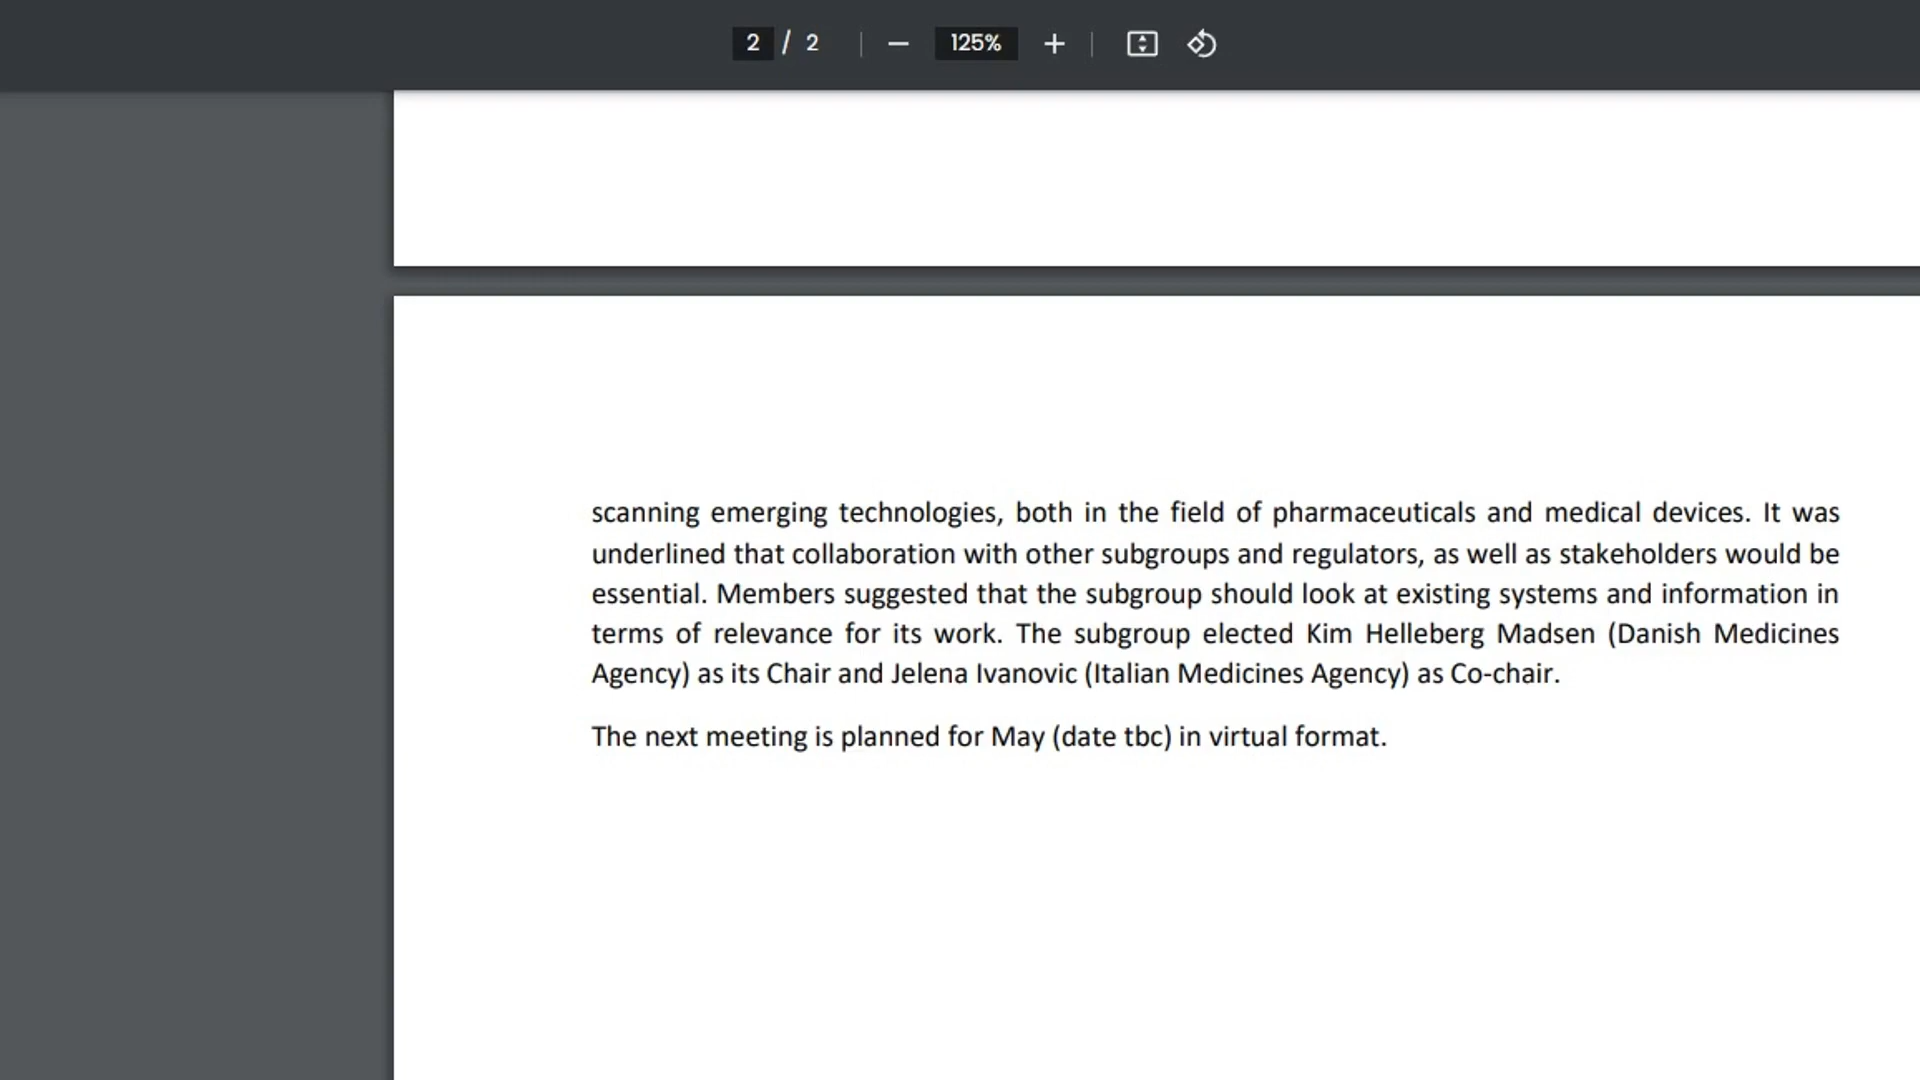 2 / 2 125%
scanning emerging technologies, both in the field of pharmaceuticals and medical devices. It was
underlined that collaboration with other subgroups and regulators, as well as stakeholders would be
essential. Members suggested that the subgroup should look at existing systems and information in
terms of relevance for its work. The subgroup elected Kim Helleberg Madsen (Danish Medicines
Agency) as its Chair and Jelena Ivanovic (Italian Medicines Agency) as Co-chair.
The next meeting is planned for May (date tbc) in virtual format.